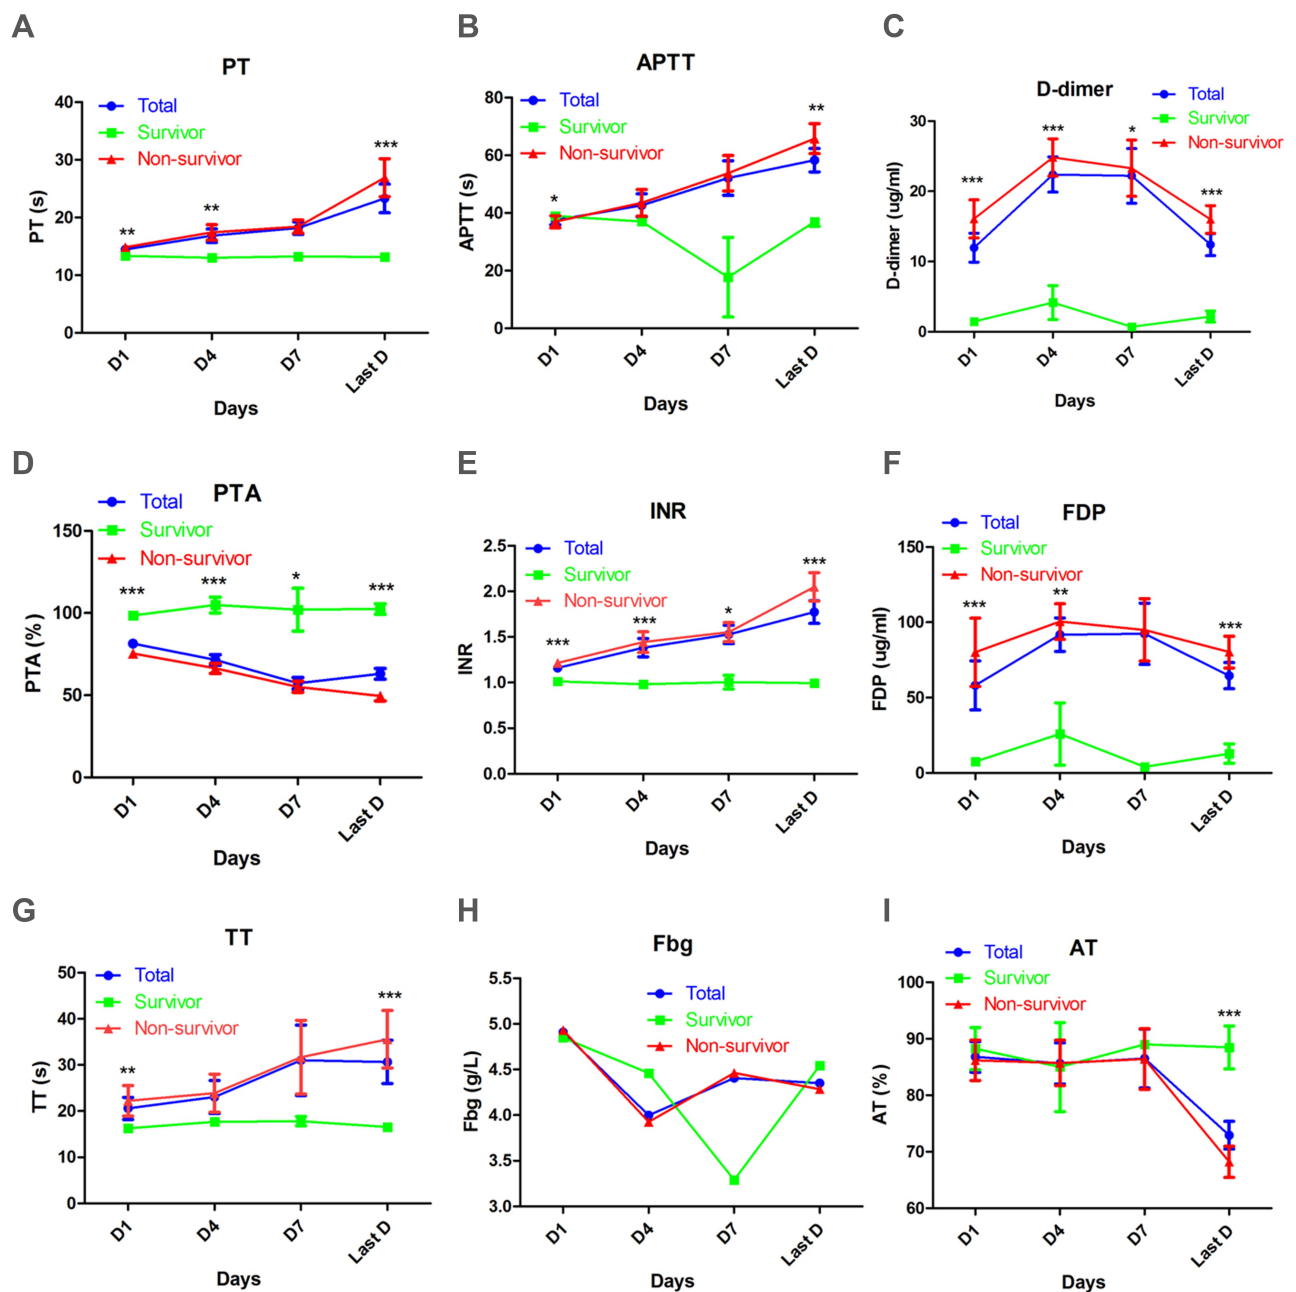 A
PT
Total
Survivor
Non-survivor
PT (s)
40
30
20
10
0
**
**
***
D1
D4
D7
Last D
Days
B
APTT
Total
Survivor
Non-survivor
APTT (s)
80
60
40
20
0
*
**
D1
D4
D7
Last D
Days
C
D-dimer
Total
Survivor
Non-survivor
D-dimer (ug/ml)
30
20
10
0
***
***
*
***
D1
D4
D7
Last D
Days
D
PTA
Total
Survivor
Non-survivor
PTA (%)
150
100
50
0
***
***
*
***
D1
D4
D7
Last D
Days
E
INR
Total
Survivor
Non-survivor
INR
2.5
2.0
1.5
1.0
0.5
0.0
***
***
*
***
D1
D4
D7
Last D
Days
F
FDP
Total
Survivor
Non-survivor
FDP (ug/ml)
150
100
50
0
***
**
***
D1
D4
D7
Last D
Days
G
TT
Total
Survivor
Non-survivor
TT (s)
50
40
30
20
10
0
**
***
D1
D4
D7
Last D
Days
H
Fbg
Total
Survivor
Non-survivor
Fbg (g/L)
5.5
5.0
4.5
4.0
3.5
3.0
D1
D4
D7
Last D
Days
I
AT
Total
Survivor
Non-survivor
AT (%)
100
90
80
70
60
***
D1
D4
D7
Last D
Days